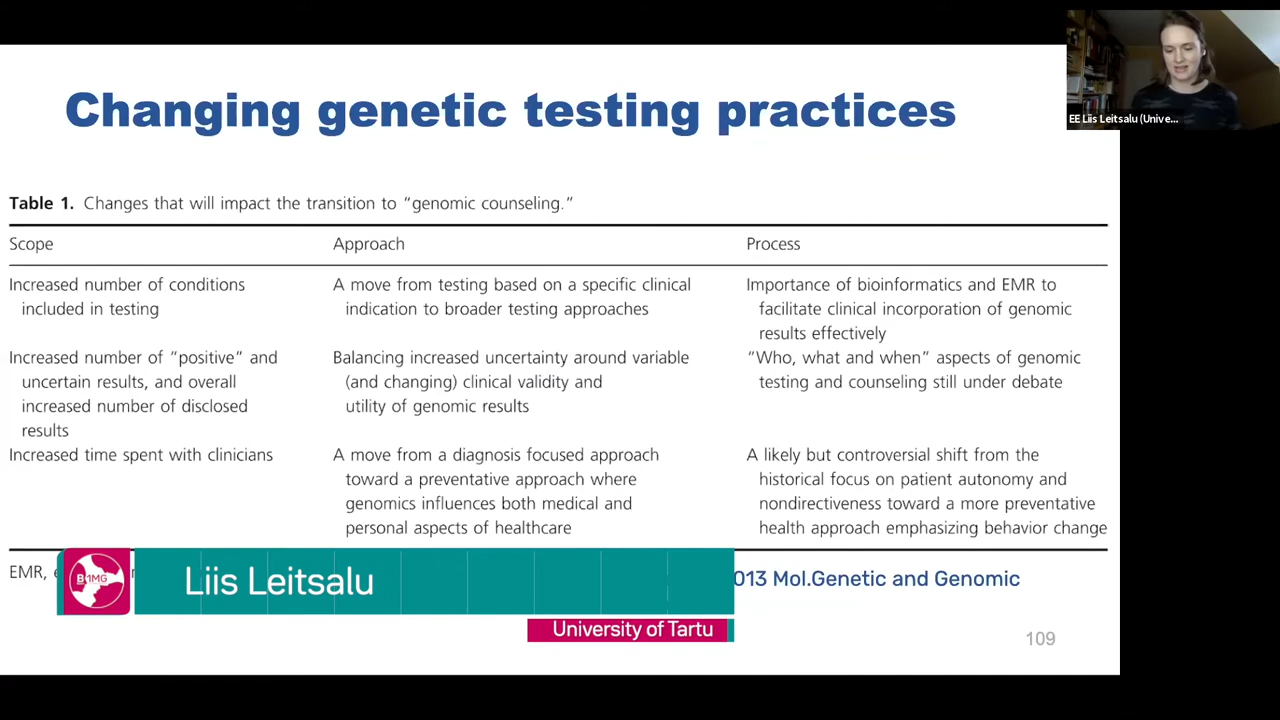 Changing genetic testing practices
EE Liis Leitsalu (Unive...
Table 1. Changes that will impact the transition to “genomic counseling.”
Scope Approach Process
Increased number of conditions
included in testing
A move from testing based on a specific clinical
indication to broader testing approaches
Importance of bioinformatics and EMR to
facilitate clinical incorporation of genomic
results effectively
Increased number of “positive” and
uncertain results, and overall
increased number of disclosed
results
Balancing increased uncertainty around variable
(and changing) clinical validity and
utility of genomic results
“Who, what and when” aspects of genomic
testing and counseling still under debate
Increased time spent with clinicians
A move from a diagnosis focused approach
toward a preventative approach where
genomics influences both medical and
personal aspects of healthcare
A likely but controversial shift from the
historical focus on patient autonomy and
nondirectiveness toward a more preventative
health approach emphasizing behavior change
EMR,
013 Mol.Genetic and Genomic
B1MG
Liis Leitsalu
University of Tartu
109